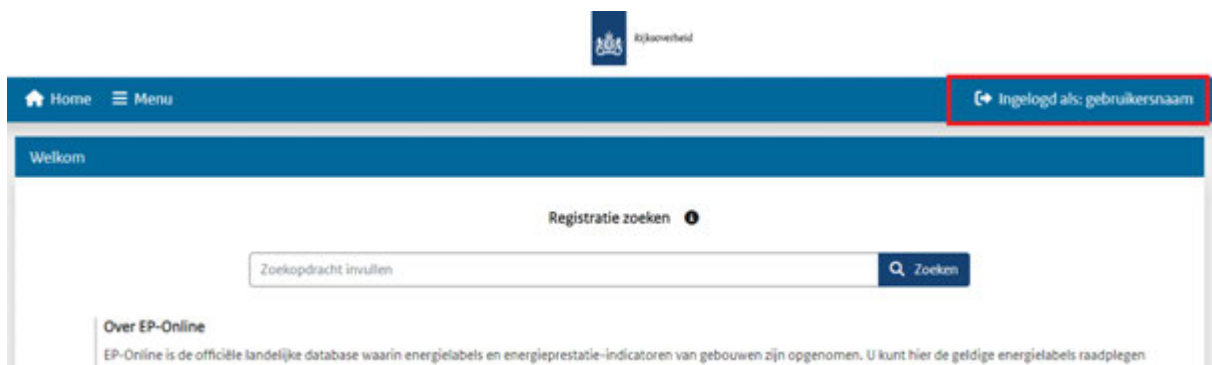 Rijksoverheid
Home Menu Ingelogd als: gebruikersnaam
Welkom
Registratie zoeken
Zoekopdracht invullen Zoeken
Over EP-Online
EP-Online is de officiële landelijke database waarin energielabels en energieprestatie-indicatoren van gebouwen zijn opgenomen. U kunt hier de geldige energielabels raadplegen